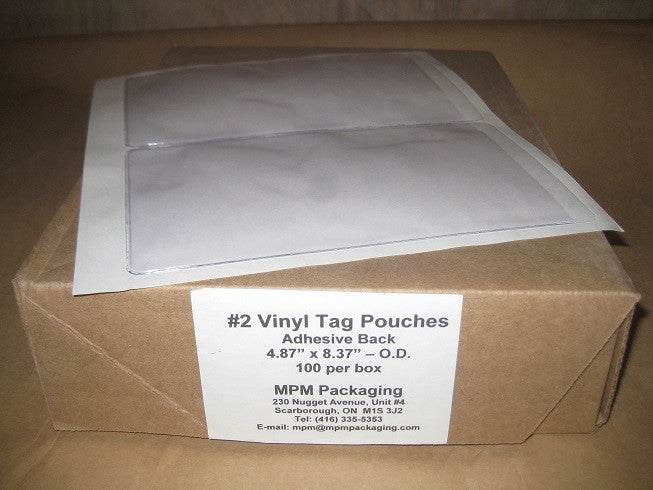 #2 Vinyl Tag Pouches
Adhesive Back
4.87” x 8.37” – O.D.
100 per box
MPM Packaging
230 Nugget Avenue, Unit #4
Scarborough, ON M1S 3J2
Tel: (416) 335-5353
E-mail: mpm@mpmpackaging.com